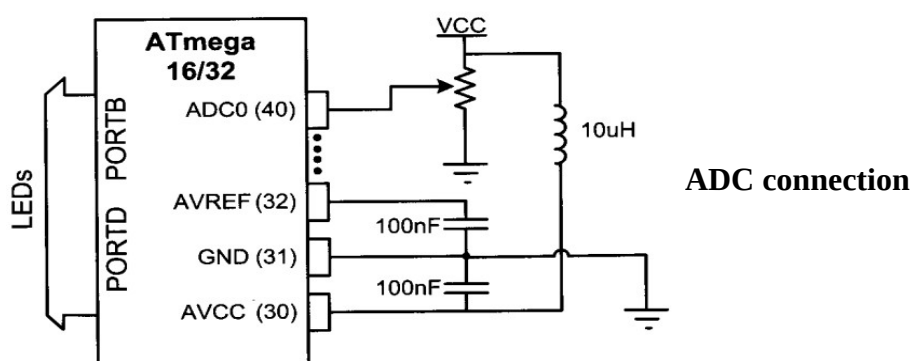 VCC
ATmega
16/32
ADC0 (40)
10uH
ADC connection
LEDs
PORTD PORTB
AVREF (32)
100nF
GND (31)
100nF
AVCC (30)